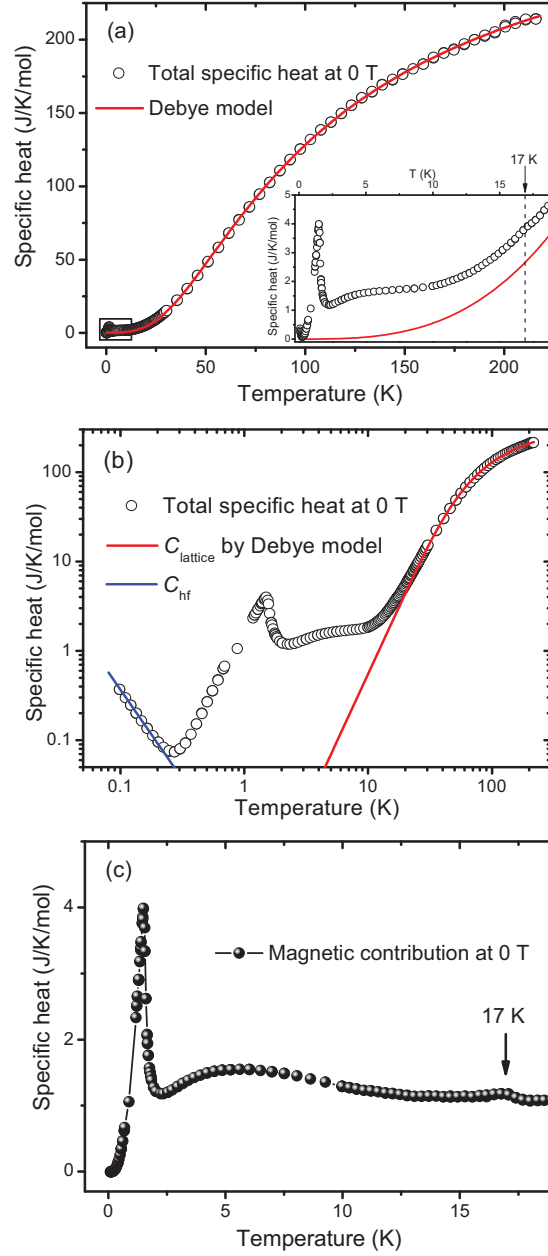 (a)
Total specific heat at 0 T
Debye model
Specific heat (J/K/mol)
200
150
100
50
0
0 50 100 150 200
Temperature (K)
17 K
T (K)
0 5 10 15
Specific heat (J/K/mol)
5
4
3
2
1
0
(b)
Total specific heat at 0 T
C lattice by Debye model
C hf
Specific heat (J/K/mol)
100
10
1
0.1
0.1 1 10 100
Temperature (K)
(c)
Magnetic contribution at 0 T
17 K
Specific heat (J/K/mol)
4
2
0
0 5 10 15
Temperature (K)